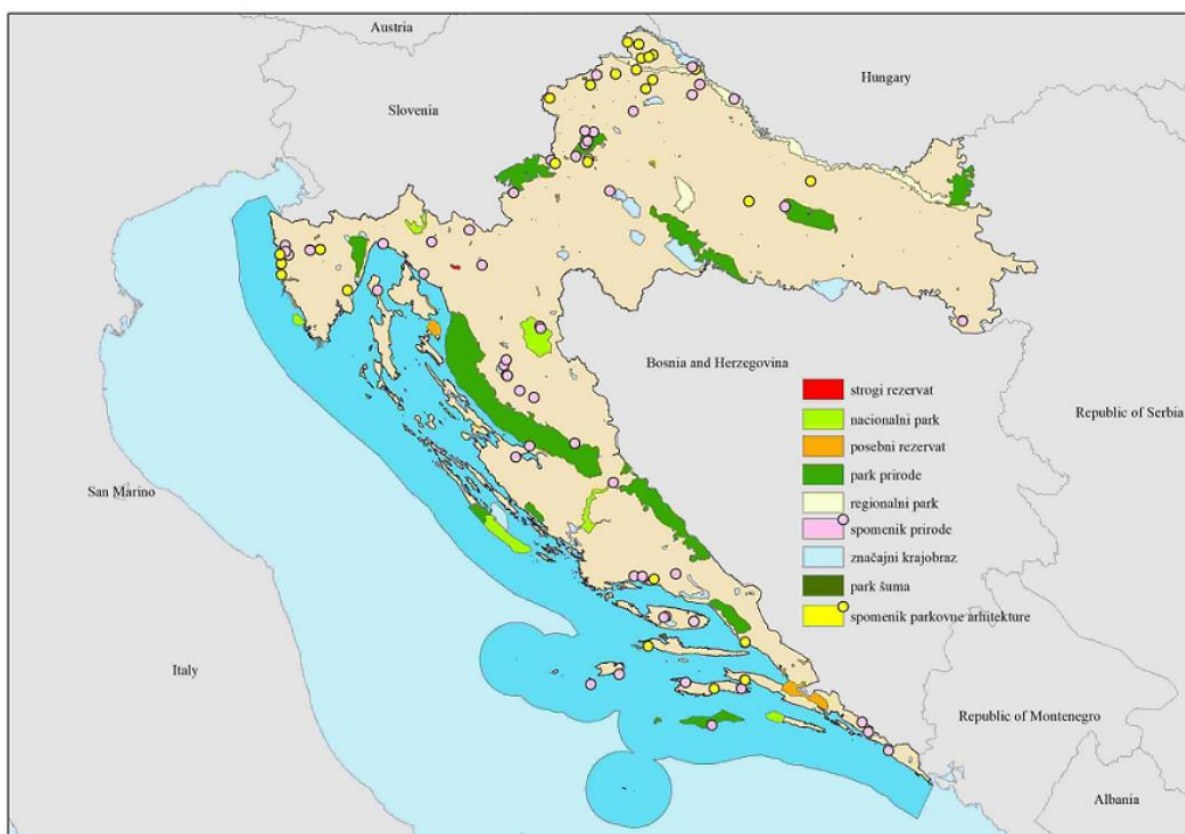 Austria
Hungary
Slovenia
Bosnia and Herzegovina
strogi rezervat
nacionalni park
Republic of Serbia
posebni rezervat
park prirode
San Marino
regionalni park
spomenik prirode
značajni krajobraz
park šuma
spomenik parkovne arhitekture
Italy
Republic of Montenegro
Albania